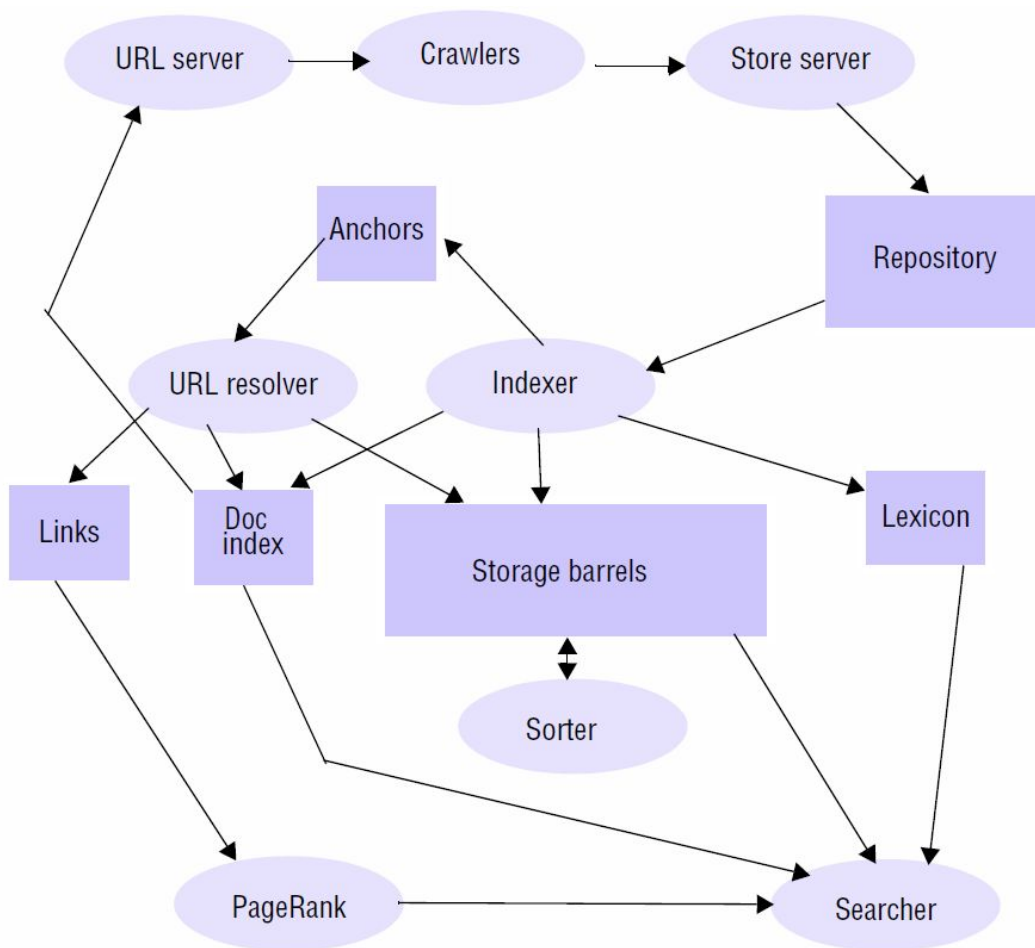 URL server
Crawlers
Store server
Anchors
Repository
URL resolver
Indexer
Links
Doc
index
Storage barrels
Lexicon
Sorter
PageRank
Searcher